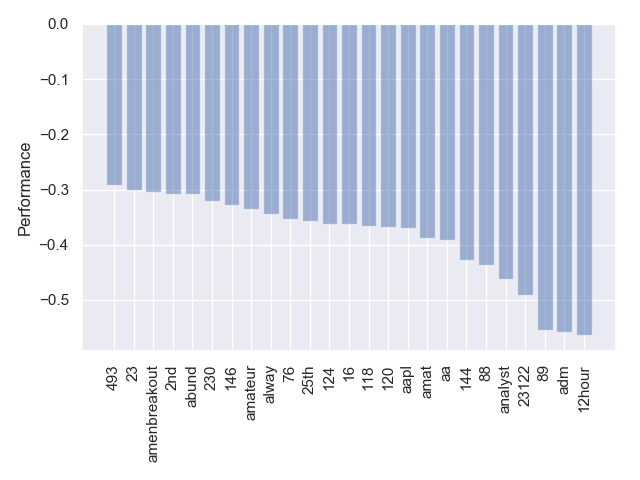 0.0
−0.1
−0.2
−0.3
−0.4
−0.5
Performance
493
23
amenbreakout
2nd
abund
230
146
amateur
alway
76
25th
124
16
118
120
aapl
amat
aa
144
88
analyst
23122
89
adm
12hour